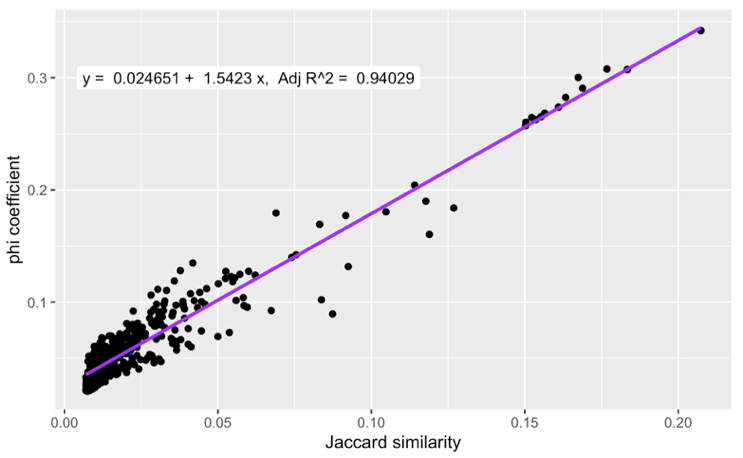 y = 0.024651 + 1.5423 x, Adj R^2 = 0.94029
phi coefficient
0.3
0.2
0.1
0.00 0.05 0.10 0.15 0.20
Jaccard similarity